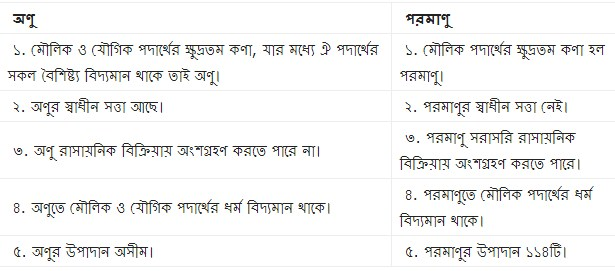 অণু
পরমাণু
১. মৌলিক ও যৌগিক পদার্থের ক্ষুদ্রতম কণা, যার মধ্যে ঐ পদার্থের
সকল বৈশিষ্ট্য বিদ্যমান থাকে তাই অণু।
১. মৌলিক পদার্থের ক্ষুদ্রতম কণা হল
পরমাণু।
২. অণুর স্বাধীন সত্তা আছে।
২. পরমাণুর স্বাধীন সত্তা নেই।
৩. অণু রাসায়নিক বিক্রিয়ায় অংশগ্রহণ করতে পারে না।
৩. পরমাণু সরাসরি রাসায়নিক
বিক্রিয়ায় অংশগ্রহণ করতে পারে।
৪. অণুতে মৌলিক ও যৌগিক পদার্থের ধর্ম বিদ্যমান থাকে।
৪. পরমাণুতে মৌলিক পদার্থের ধর্ম
বিদ্যমান থাকে।
৫. অণুর উপাদান অসীম।
৫. পরমাণুর উপাদান ১১৪টি।